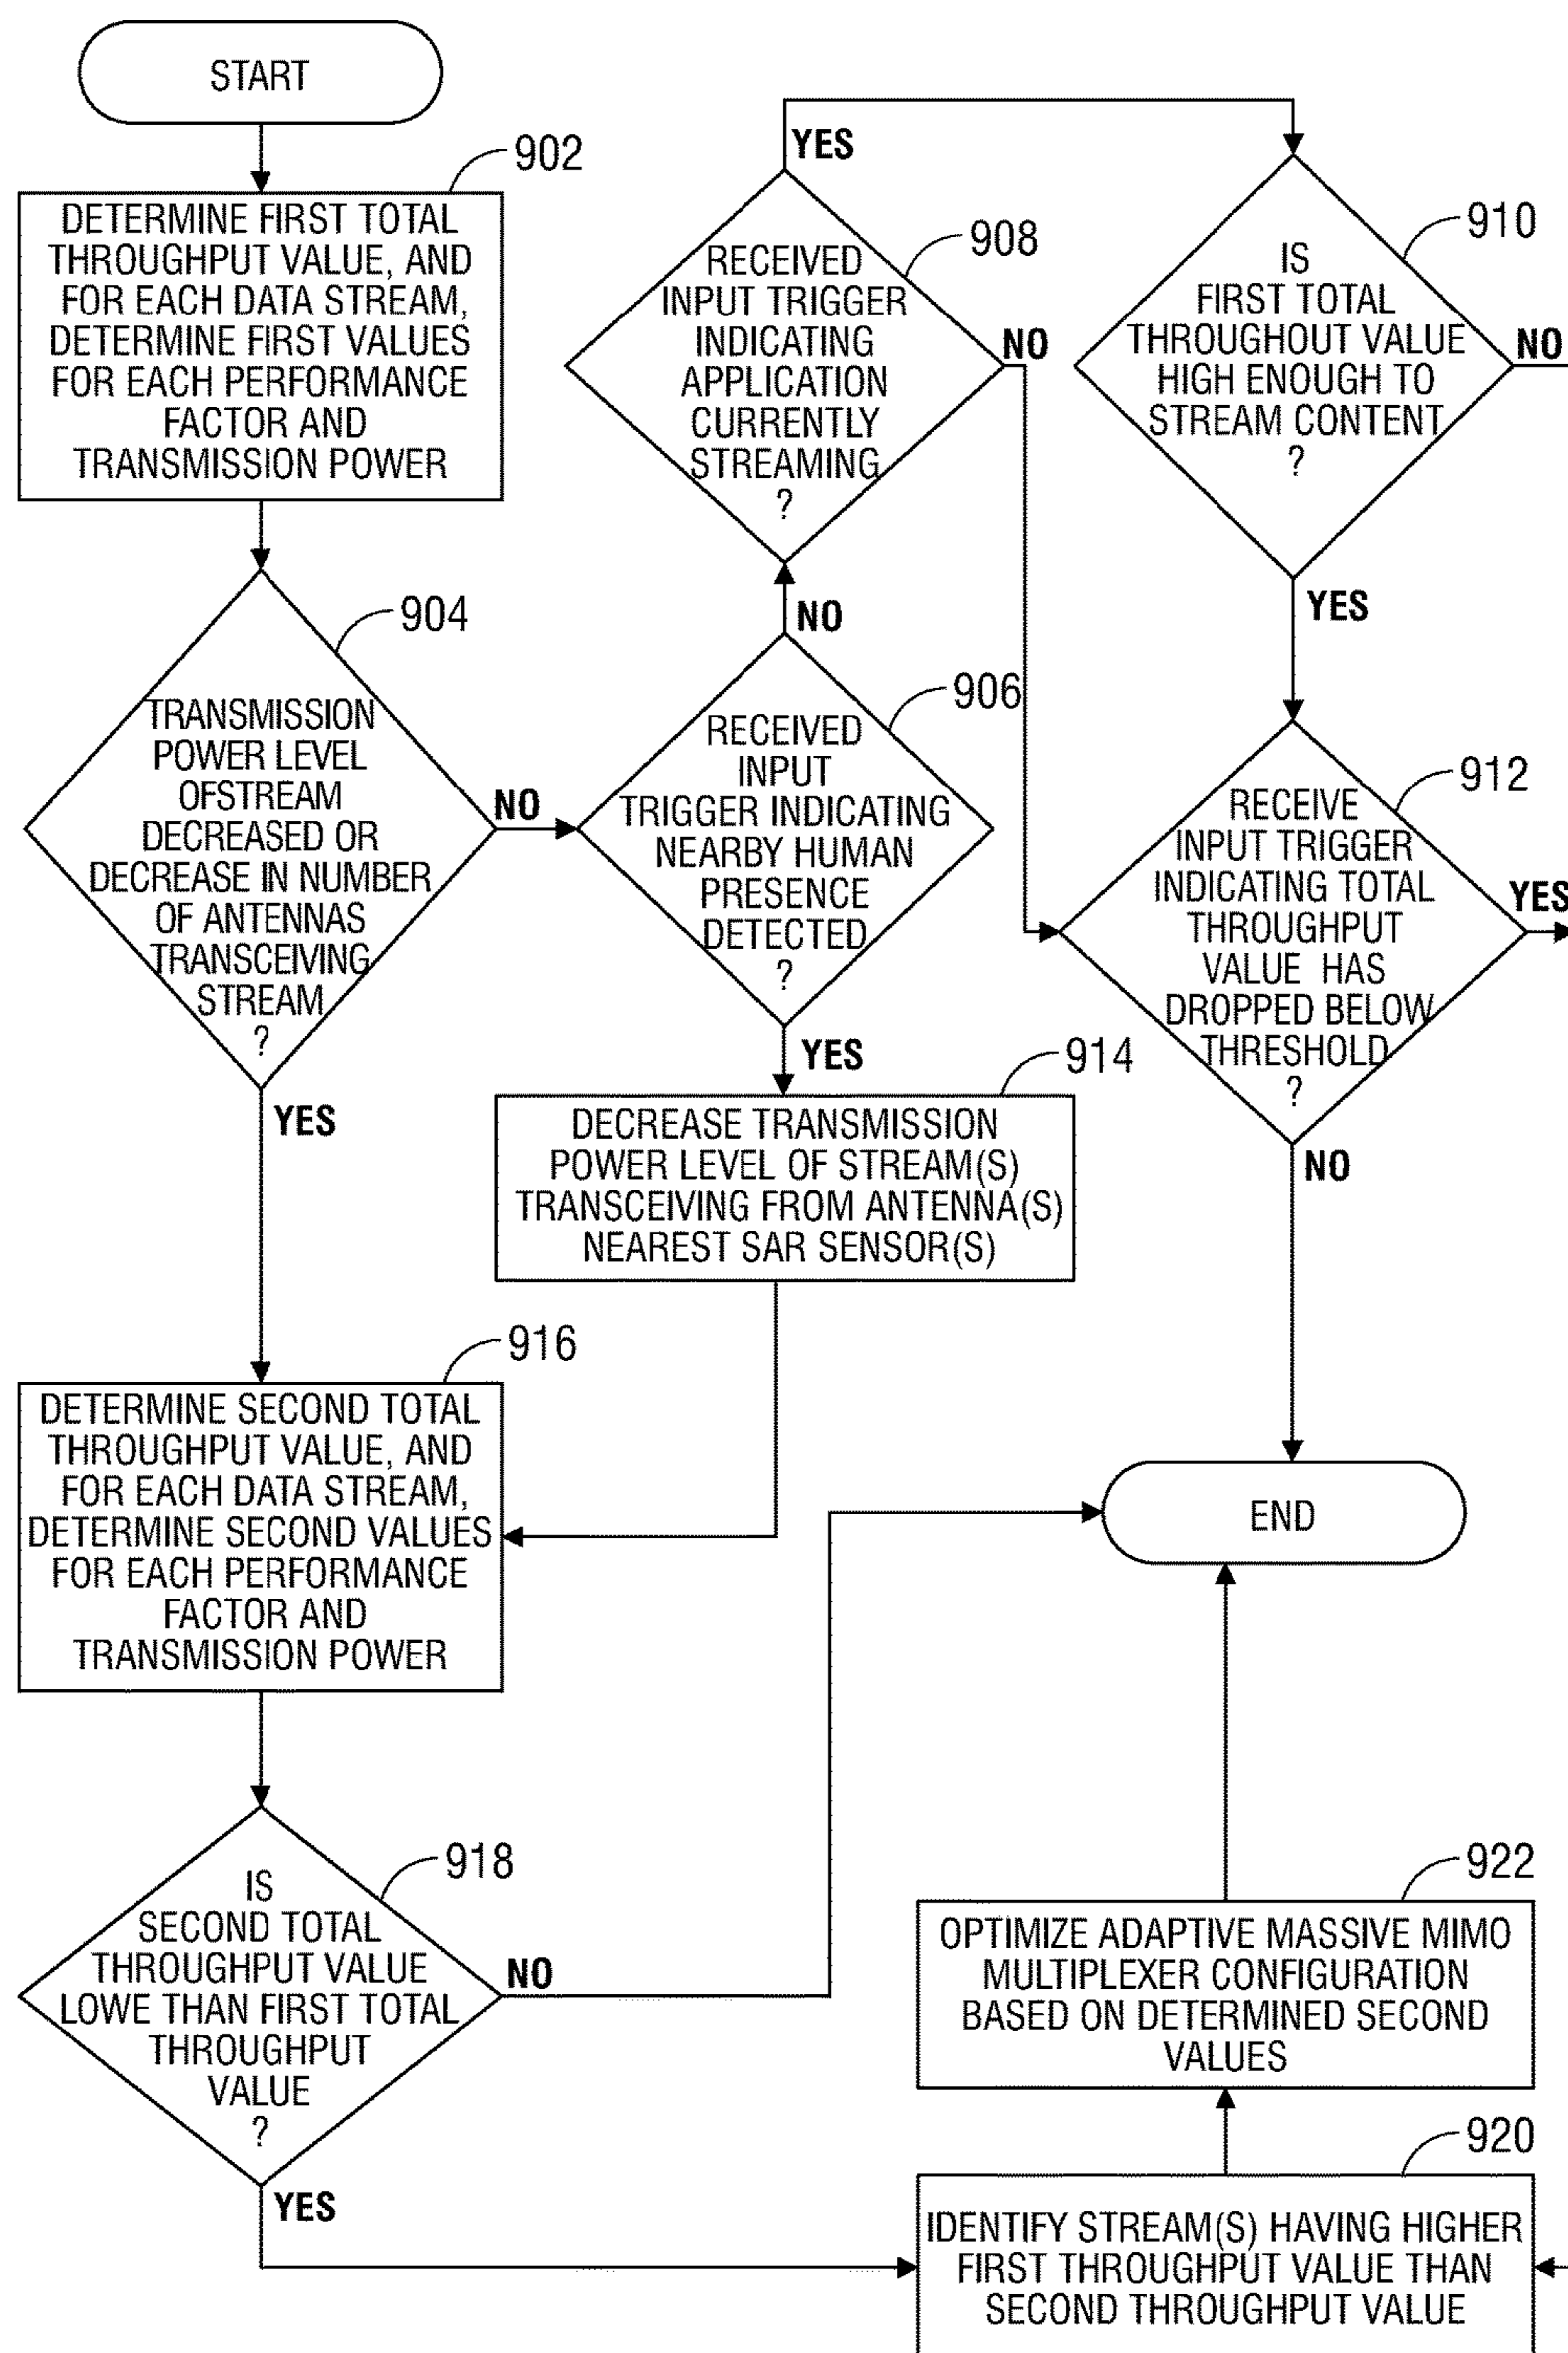 START
902
DETERMINE FIRST TOTAL
THROUGHPUT VALUE, AND
FOR EACH DATA STREAM,
DETERMINE FIRST VALUES
FOR EACH PERFORMANCE
FACTOR AND
TRANSMISSION POWER
904
TRANSMISSION
POWER LEVEL
OFSTREAM
DECREASED OR
DECREASE IN NUMBER
OF ANTENNAS
TRANSCEIVING
STREAM
?
NO
YES
906
RECEIVED
INPUT
TRIGGER INDICATING
NEARBY HUMAN
PRESENCE
DETECTED
?
NO
YES
908
RECEIVED
INPUT TRIGGER
INDICATING
APPLICATION
CURRENTLY
STREAMING
?
YES
NO
910
IS
FIRST TOTAL
THROUGHOUT VALUE
HIGH ENOUGH TO
STREAM CONTENT
?
NO
YES
912
RECEIVE
INPUT TRIGGER
INDICATING TOTAL
THROUGHPUT
VALUE HAS
DROPPED BELOW
THRESHOLD
?
YES
NO
914
DECREASE TRANSMISSION
POWER LEVEL OF STREAM(S)
TRANSCEIVING FROM ANTENNA(S)
NEAREST SAR SENSOR(S)
916
DETERMINE SECOND TOTAL
THROUGHPUT VALUE, AND
FOR EACH DATA STREAM,
DETERMINE SECOND VALUES
FOR EACH PERFORMANCE
FACTOR AND
TRANSMISSION POWER
END
918
IS
SECOND TOTAL
THROUGHPUT VALUE
LOWE THAN FIRST TOTAL
THROUGHPUT
VALUE
?
NO
YES
922
OPTIMIZE ADAPTIVE MASSIVE MIMO
MULTIPLEXER CONFIGURATION
BASED ON DETERMINED SECOND
VALUES
920
IDENTIFY STREAM(S) HAVING HIGHER
FIRST THROUGHPUT VALUE THAN
SECOND THROUGHPUT VALUE